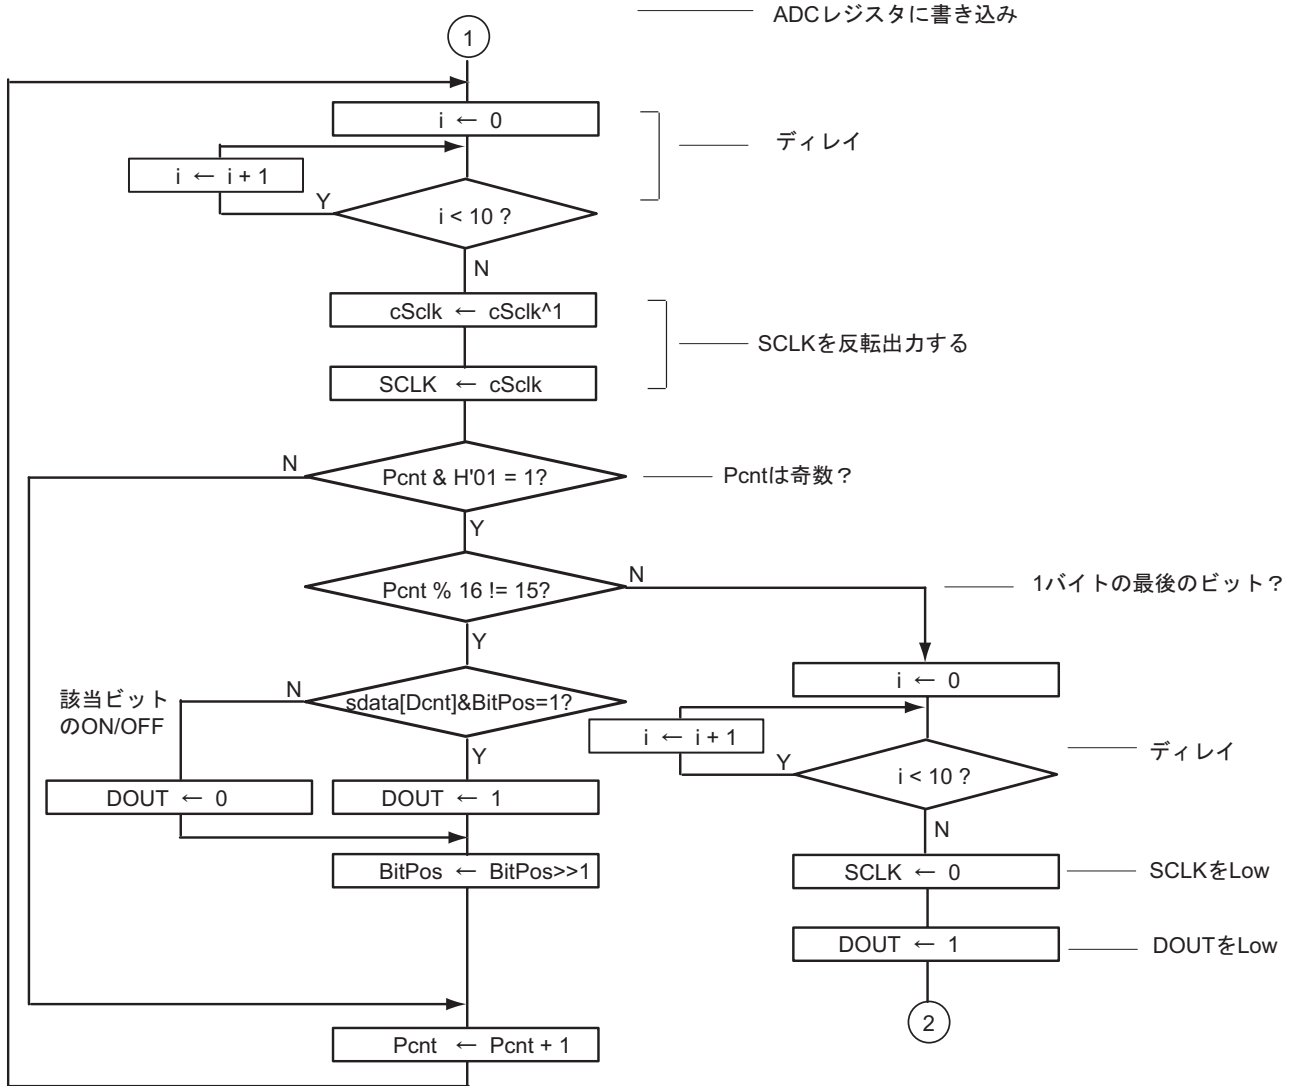 ADCレジスタに書き込み
1
i ← 0
ディレイ
i ← i + 1
Y
i < 10 ?
N
cSclk ← cSclk^1
SCLKを反転出力する
SCLK ← cSclk
N
Pcnt & H'01 = 1?
Pcntは奇数？
Y
Pcnt % 16 != 15?
N
1バイトの最後のビット？
Y
i ← 0
該当ビット
のON/OFF
N
sdata[Dcnt]&BitPos=1?
i ← i + 1
Y
Y
i < 10 ?
ディレイ
DOUT ← 0
DOUT ← 1
N
BitPos ← BitPos>>1
SCLK ← 0
SCLKをLow
DOUT ← 1
DOUTをLow
2
Pcnt ← Pcnt + 1